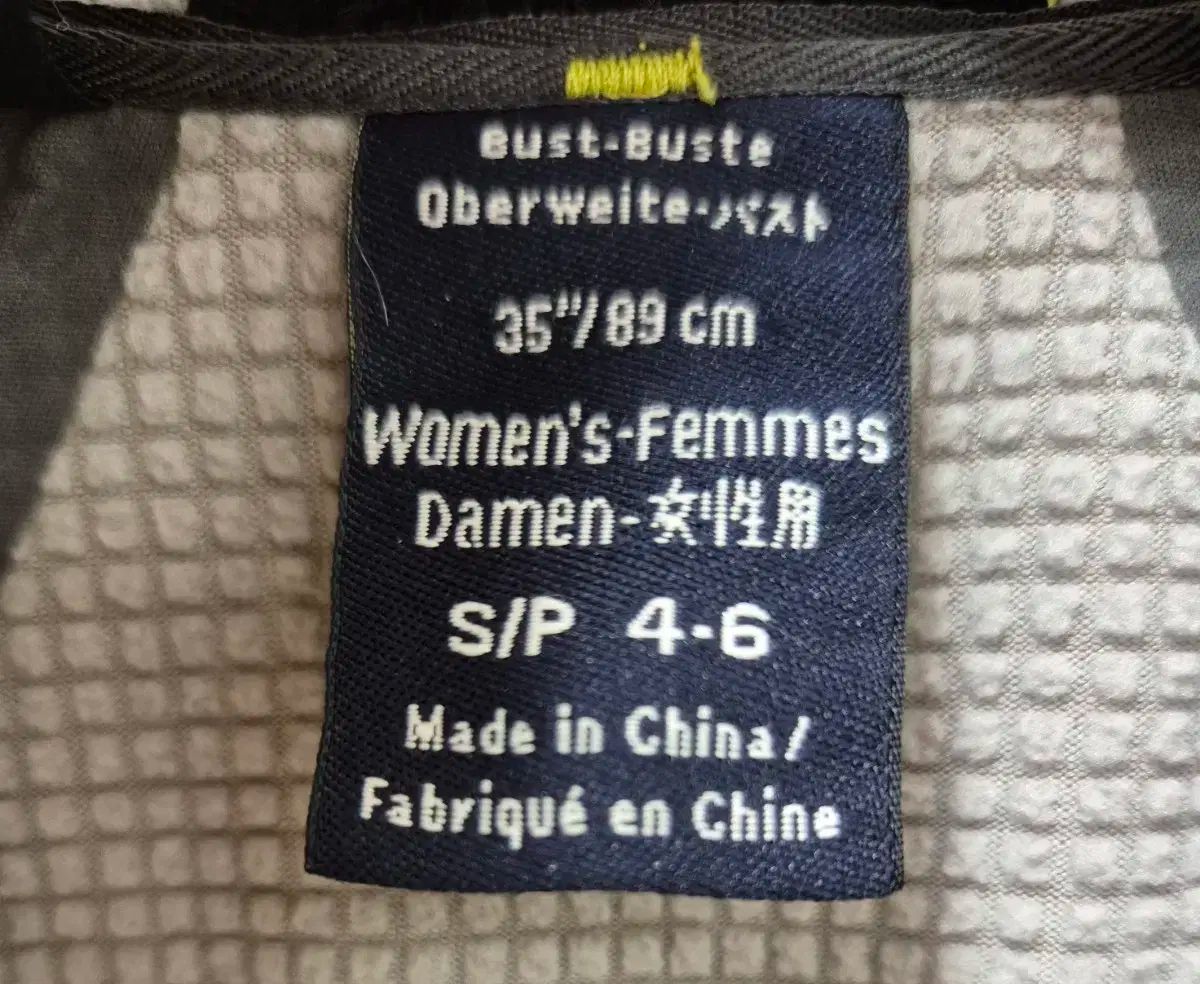 Bust-Buste
Oberweite-バスト
35"/89 cm
Women's-Femmes
Damen-女性用
S/P 4-6
Made in China/
Fabriqué en Chine